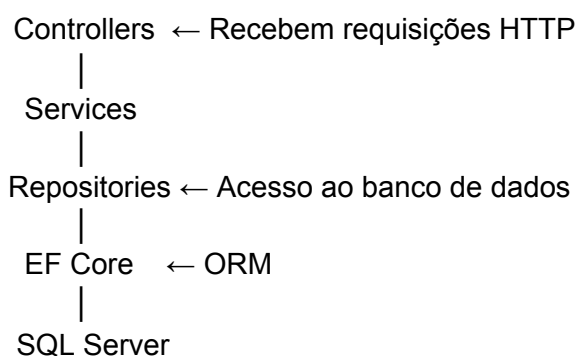 Controllers ← Recebem requisições HTTP
Services
Repositories ← Acesso ao banco de dados
EF Core ← ORM
SQL Server